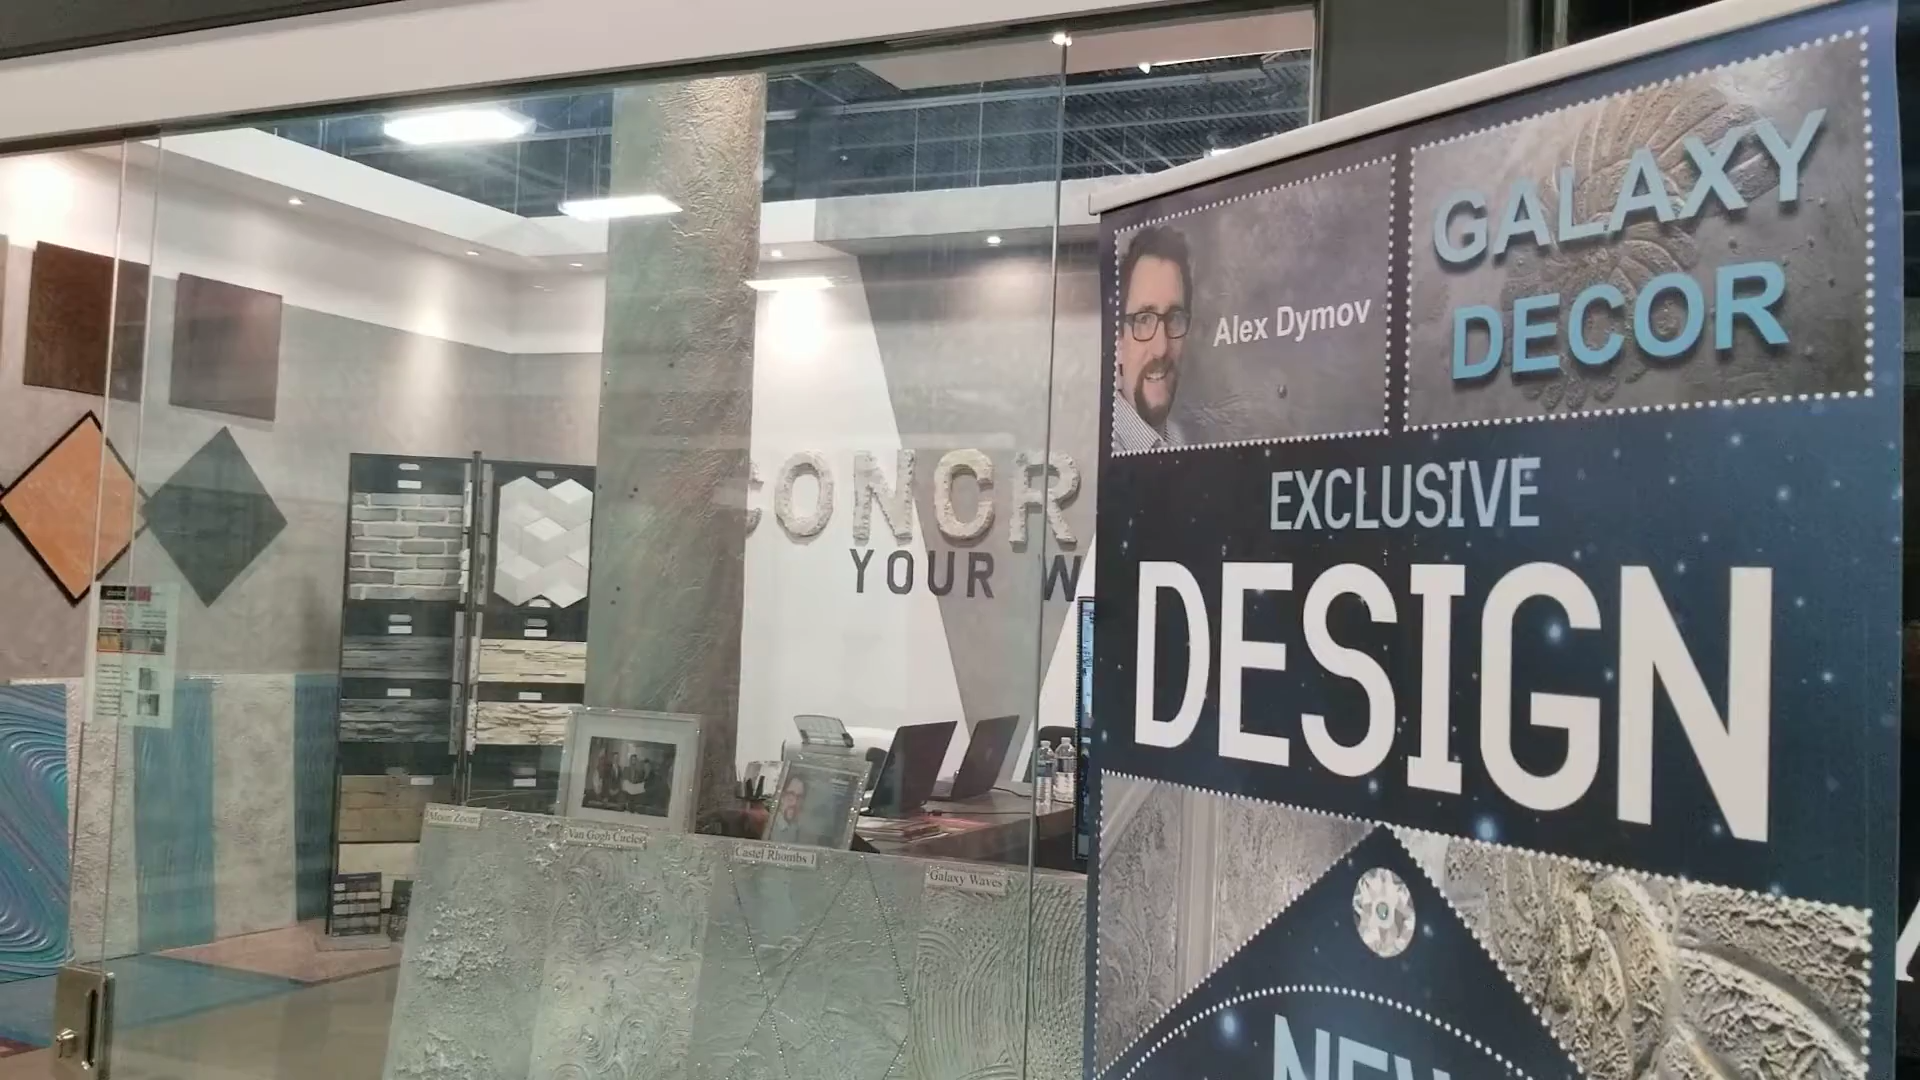 GALAXY
DECOR
Alex Dymov
EXCLUSIVE
DESIGN
CONCR
YOUR W
Moon Zoom
Van Gogh Circles
Castel Rhombs 1
Galaxy Waves